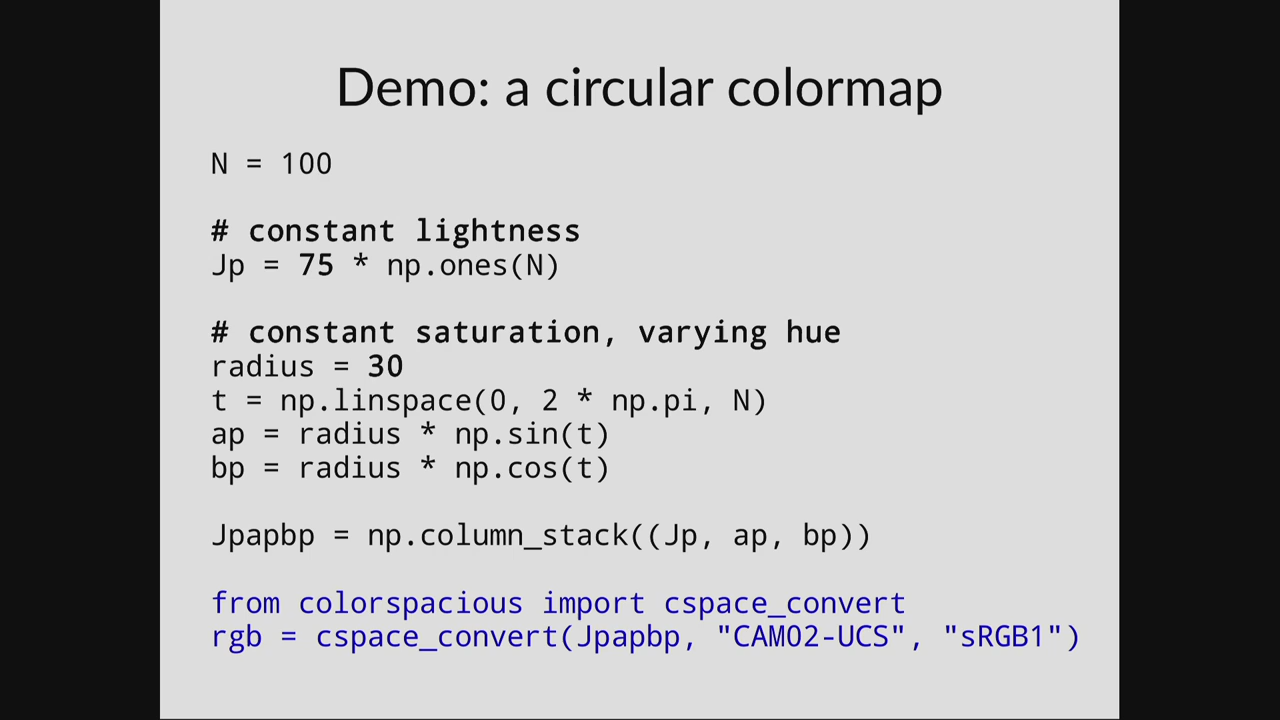 Demo: a circular colormap
N = 100
# constant lightness
Jp = 75 * np.ones(N)
# constant saturation, varying hue
radius = 30
t = np.linspace(0, 2 * np.pi, N)
ap = radius * np.sin(t)
bp = radius * np.cos(t)
Jpapbp = np.column_stack((Jp, ap, bp))
from colorspacious import cspace_convert
rgb = cspace_convert(Jpapbp, "CAM02-UCS", "sRGB1")